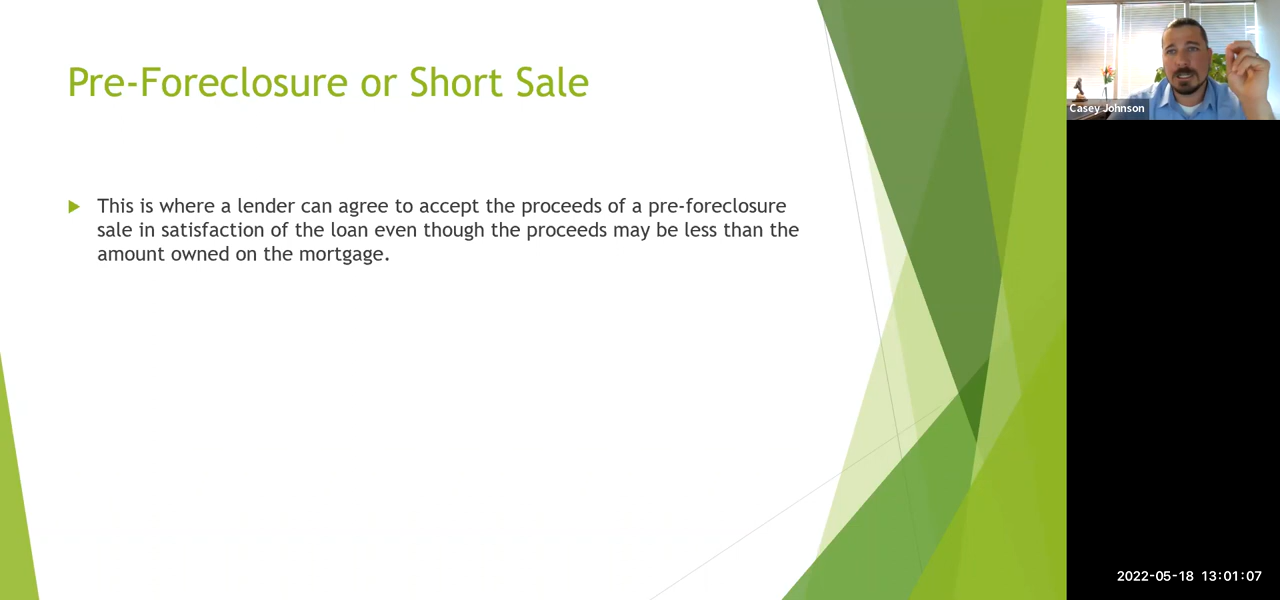 Pre-Foreclosure or Short Sale
This is where a lender can agree to accept the proceeds of a pre-foreclosure
sale in satisfaction of the loan even though the proceeds may be less than the
amount owned on the mortgage.
Casey Johnson
2022-05-18 13:01:07